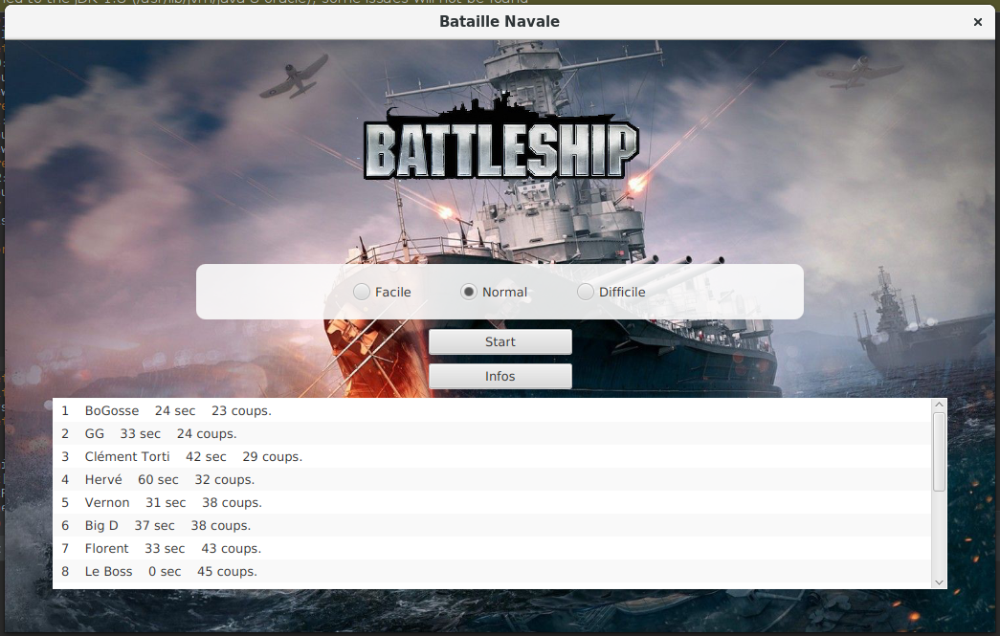 led to the JDK 1.8 (/usr/lib/jvm/java-8-oracle), some issues will not be found
Bataille Navale
BATTLESHIP
Facile Normal Difficile
Start
Infos
1 BoGosse 24 sec 23 coups.
2 GG 33 sec 24 coups.
3 Clément Torti 42 sec 29 coups.
4 Hervé 60 sec 32 coups.
5 Vernon 31 sec 38 coups.
6 Big D 37 sec 38 coups.
7 Florent 33 sec 43 coups.
8 Le Boss 0 sec 45 coups.